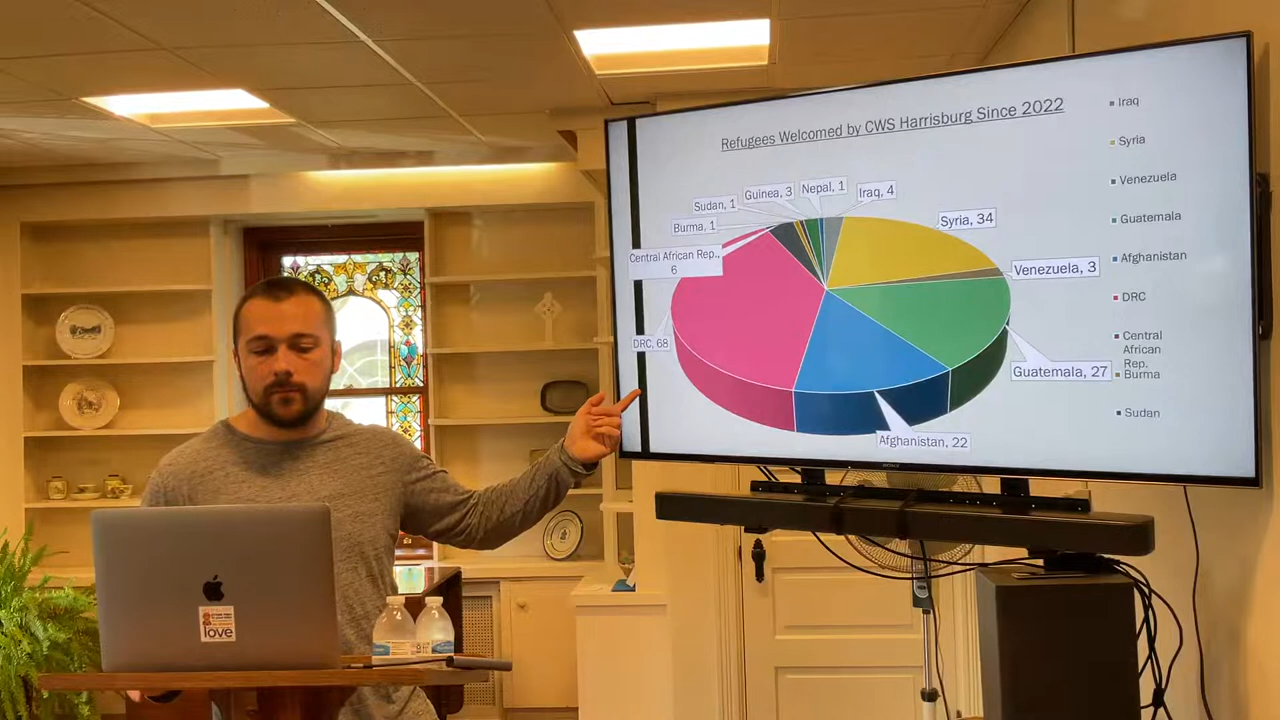 Refugees Welcomed by CWS Harrisburg Since 2022
Nepal, 1
Iraq, 4
Guinea, 3
Sudan, 1
Burma, 1
Syria, 34
Central African Rep.,
6
Venezuela, 3
DRC, 68
Guatemala, 27
Afghanistan, 22
Iraq
Syria
Venezuela
Guatemala
Afghanistan
DRC
Central
African
Rep.
Burma
Sudan
love